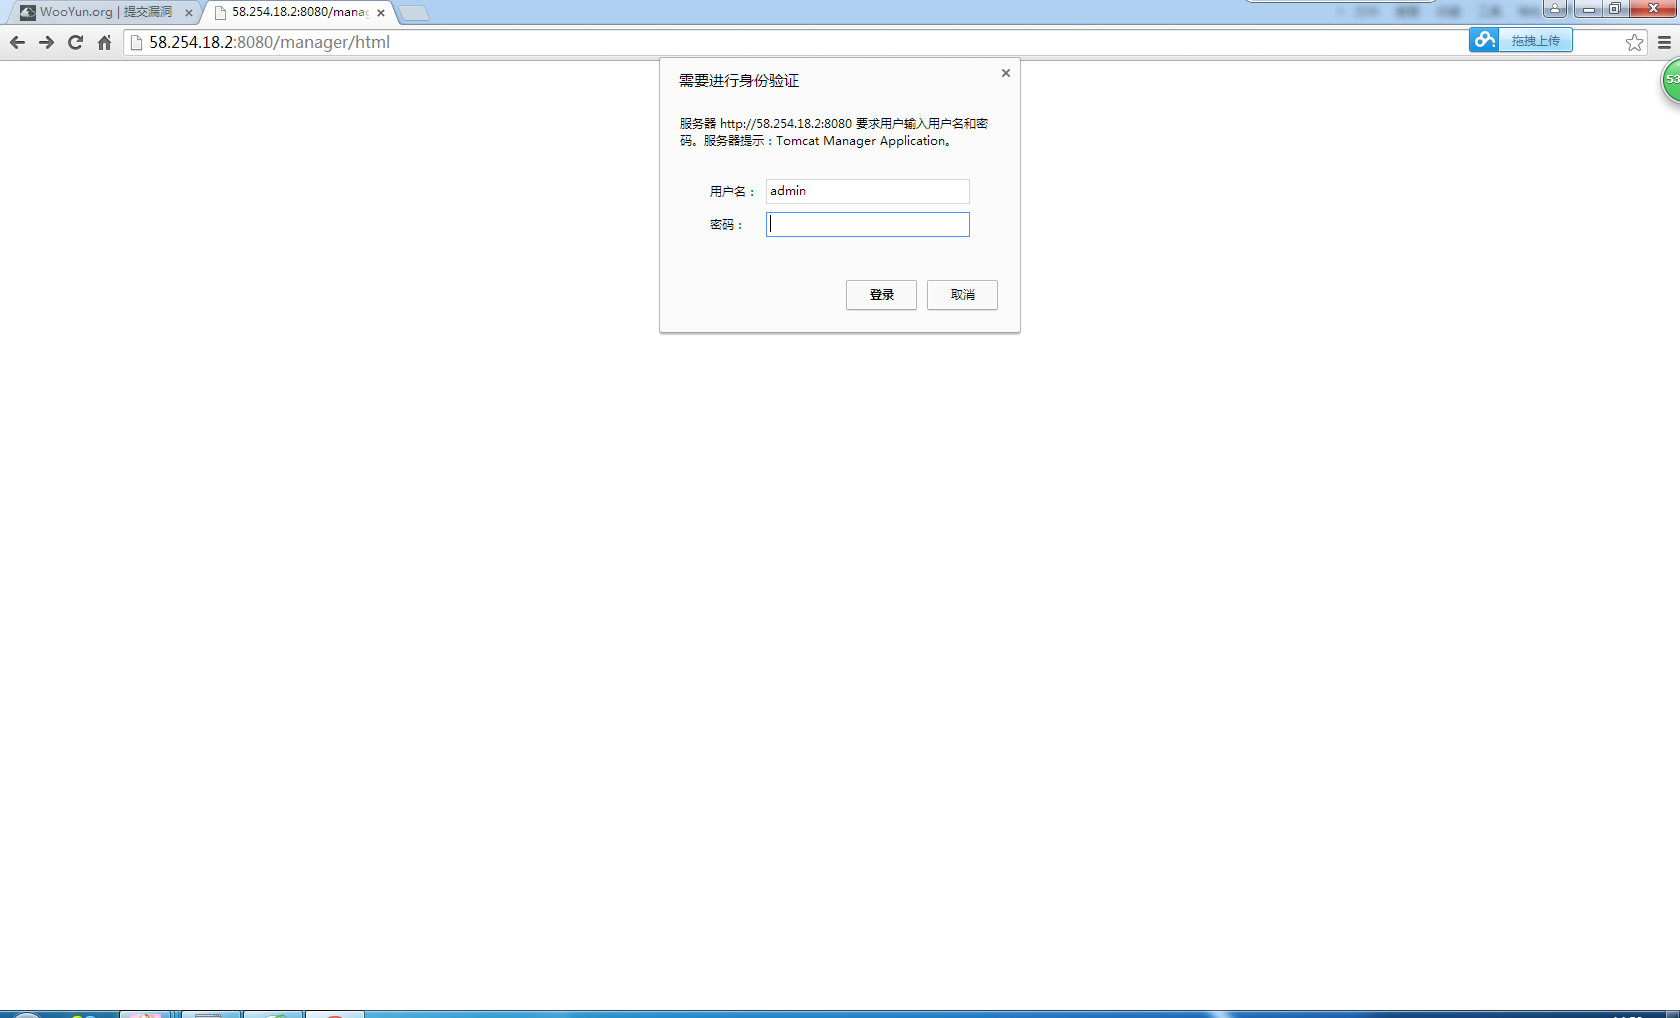 WooYun.org | 提交漏洞
58.254.18.2:8080/manag
58.254.18.2:8080/manager/html
拖拽上传
53
需要进行身份验证
服务器 http://58.254.18.2:8080 要求用户输入用户名和密
码。服务器提示：Tomcat Manager Application。
用户名：
admin
密码：
登录
取消